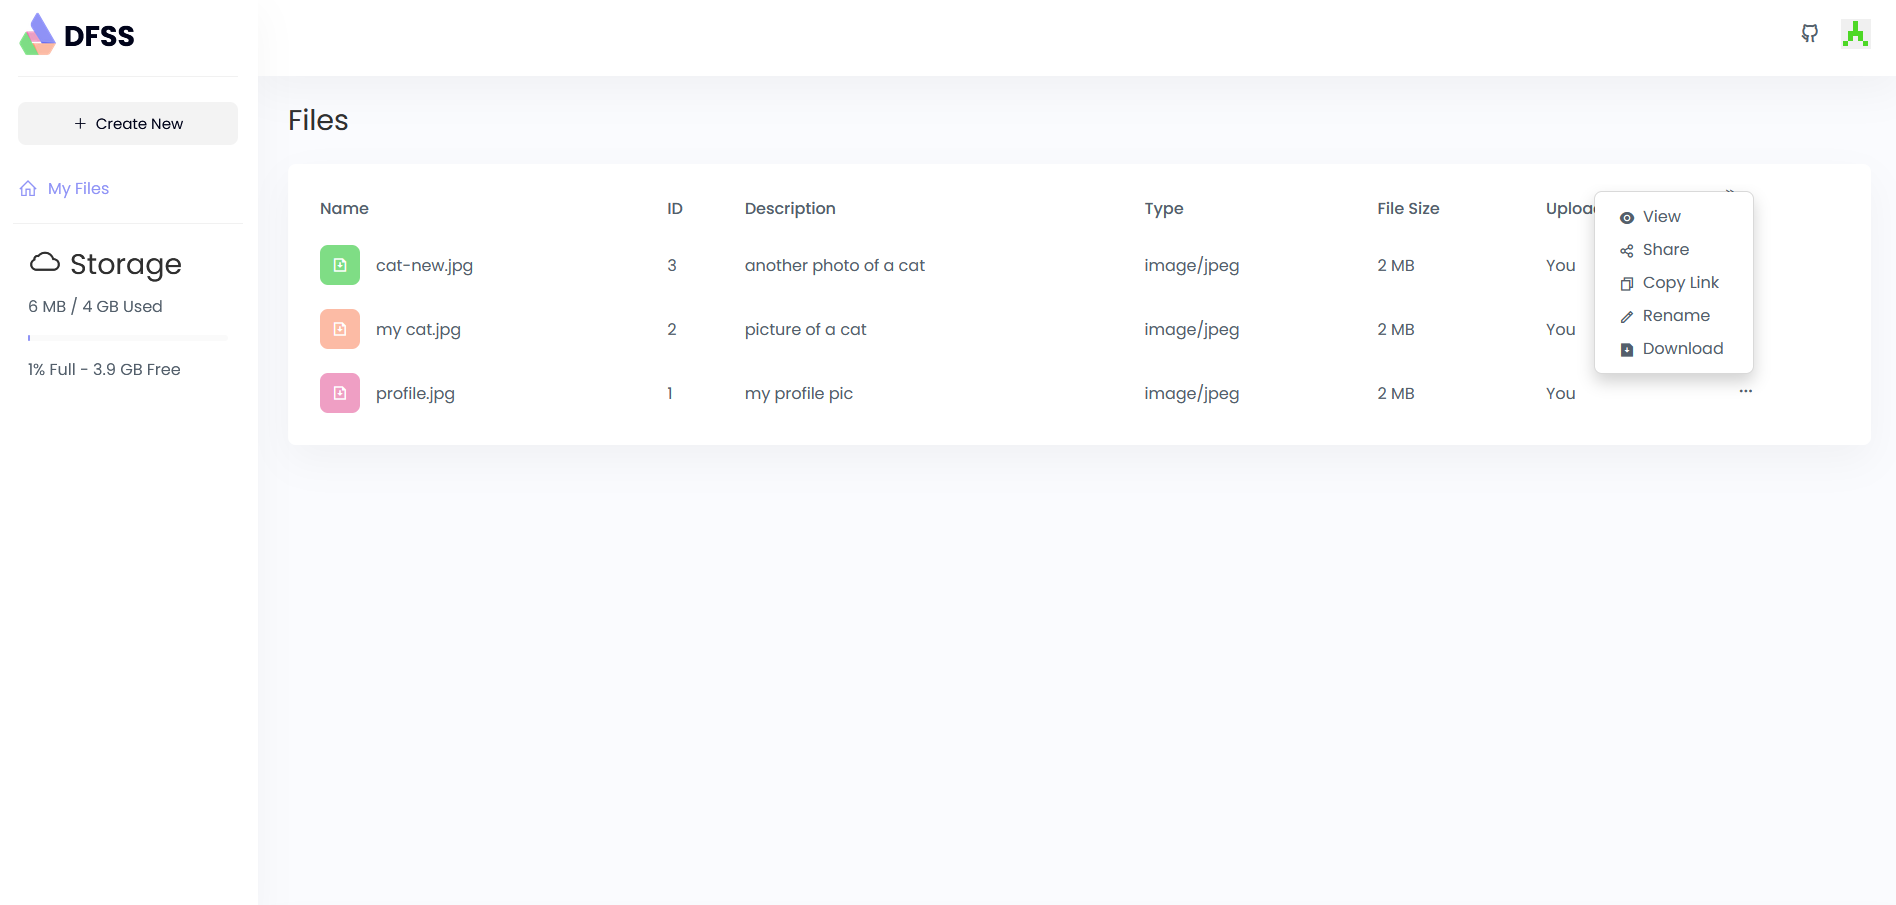 DFSS
Create New
My Files
Storage
6 MB / 4 GB Used
1% Full - 3.9 GB Free
Files
Name ID Description Type File Size
cat-new.jpg 3 another photo of a cat image/jpeg 2 MB You
my cat.jpg 2 picture of a cat image/jpeg 2 MB You
profile.jpg 1 my profile pic image/jpeg 2 MB You ...
View
Share
Copy Link
Rename
Download